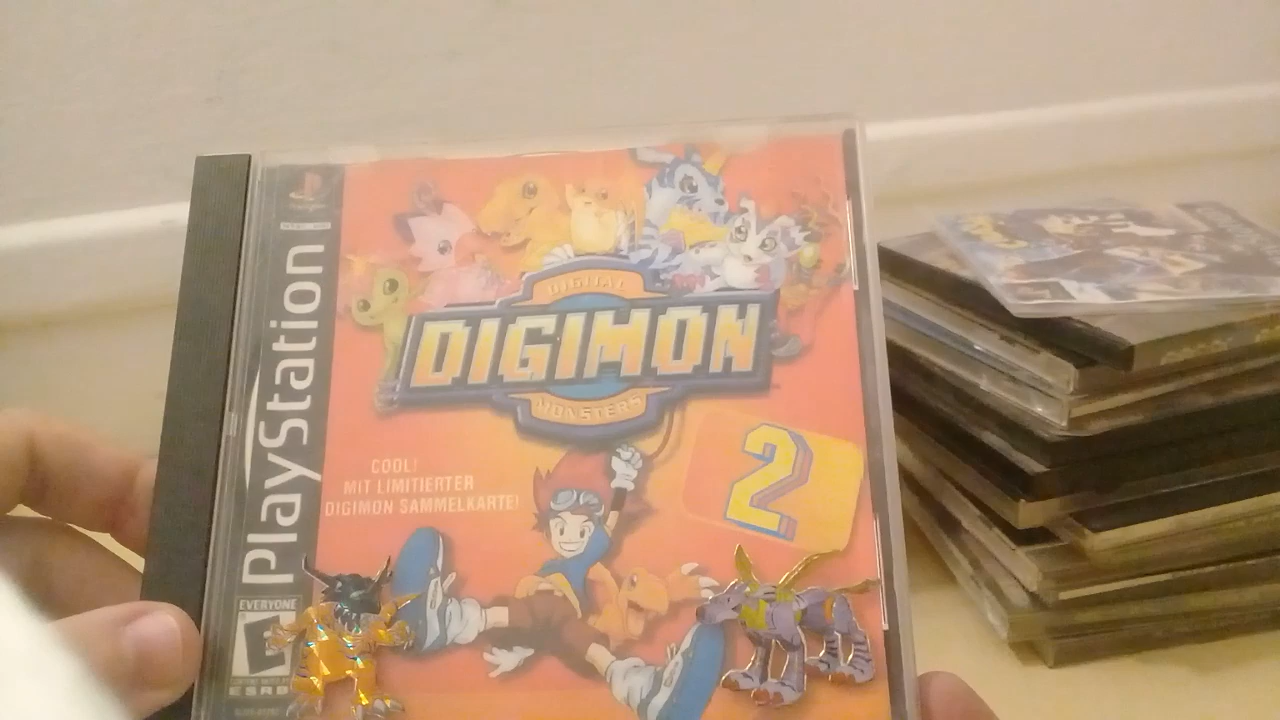 PlayStation
DIGITAL
DIGIMON
MONSTERS
2
COOL!
MIT LIMITIERTER
DIGIMON SAMMELKARTE!
EVERYONE
E
ESRB